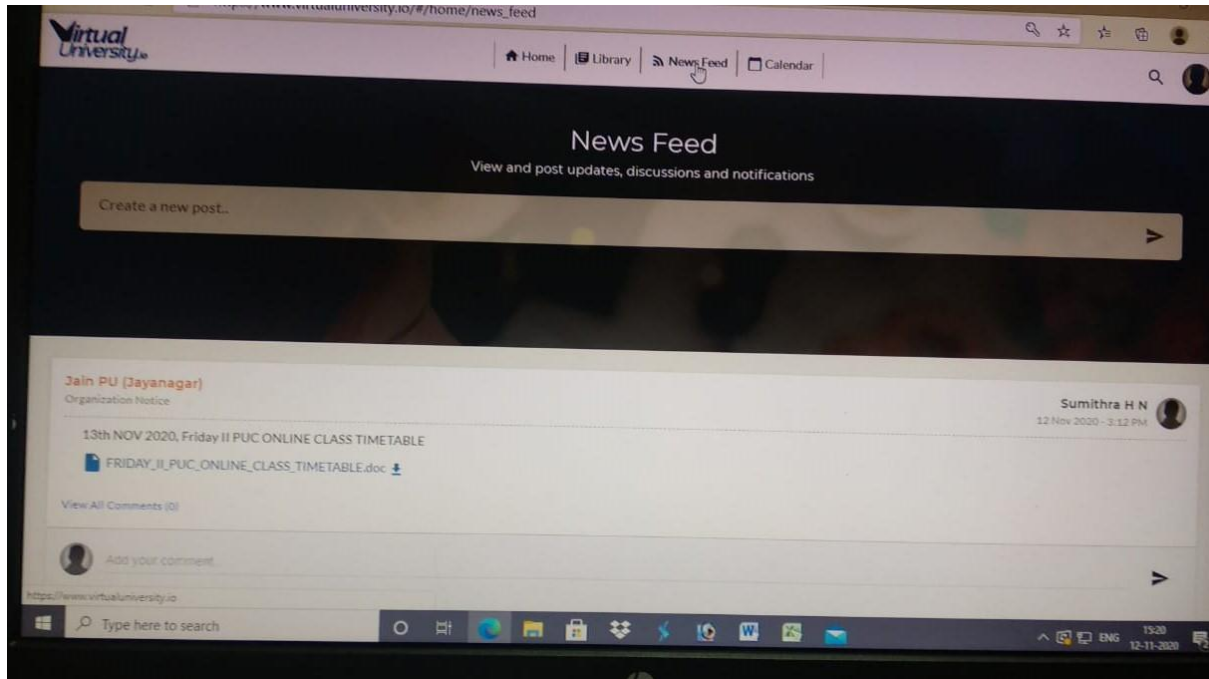 https://www.virtualuniversity.io/#/home/news_feed
Virtual
University.io
Home
Library
News Feed
Calendar
News Feed
View and post updates, discussions and notifications
Create a new post..
Jain PU (Jayanagar)
Organization Notice
Sumithra H N
12 Nov 2020 - 3:12 PM
13th NOV 2020, Friday II PUC ONLINE CLASS TIMETABLE
FRIDAY_II_PUC_ONLINE_CLASS_TIMETABLE.doc
View All Comments (0)
Add your comment..
https://www.virtualuniversity.io
Type here to search
ENG
15:20
12-11-2020